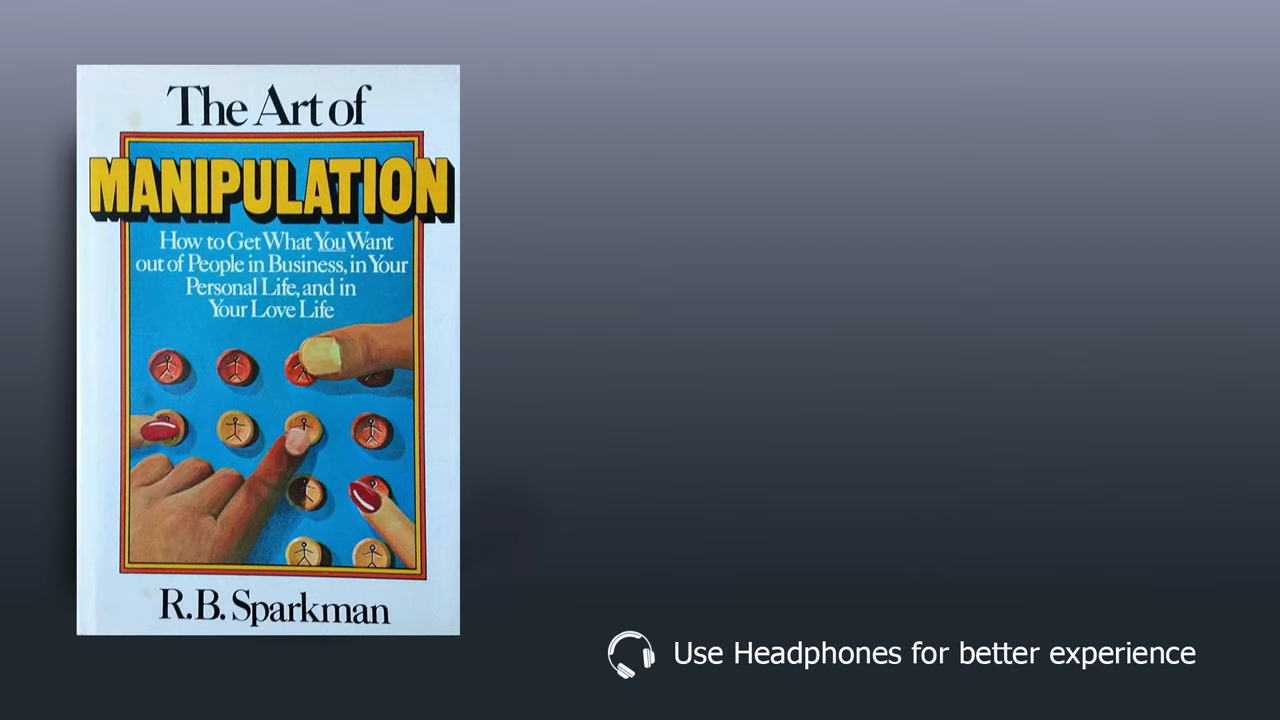 The Art of
MANIPULATION
How to Get What You Want
out of People in Business, in Your
Personal Life, and in
Your Love Life
R.B. Sparkman
Use Headphones for better experience